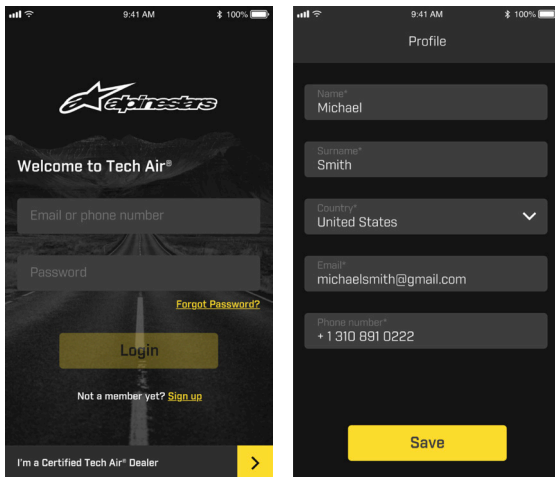 9:41 AM
100%
alpinestars
Welcome to Tech Air®
Email or phone number
Password
Forgot Password?
Login
Not a member yet? Sign up
I'm a Certified Tech Air® Dealer
9:41 AM
100%
Profile
Name*
Michael
Surname*
Smith
Country*
United States
Email*
michaelsmith@gmail.com
Phone number*
+ 1 310 891 0222
Save